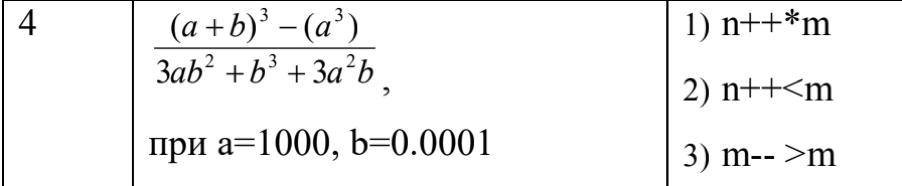 4
(a + b)³ − (a³)
3ab² + b³ + 3a²b ,
при a=1000, b=0.0001
1) n++*m
2) n++<m
3) m-- >m